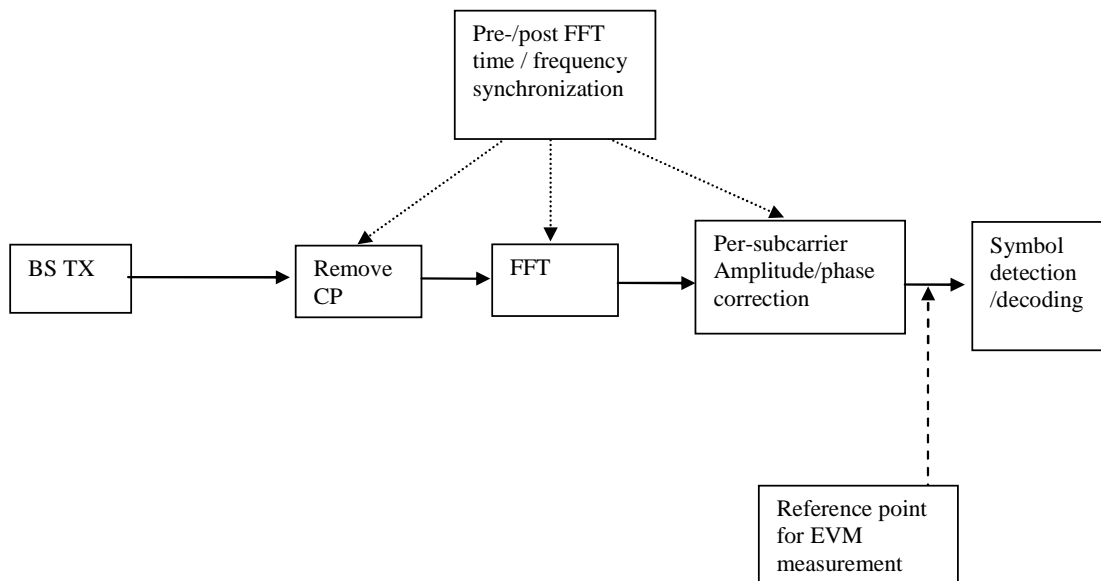 Pre-/post FFT
time / frequency
synchronization
BS TX
Remove
CP
FFT
Per-subcarrier
Amplitude/phase
correction
Symbol
detection
/decoding
Reference point
for EVM
measurement